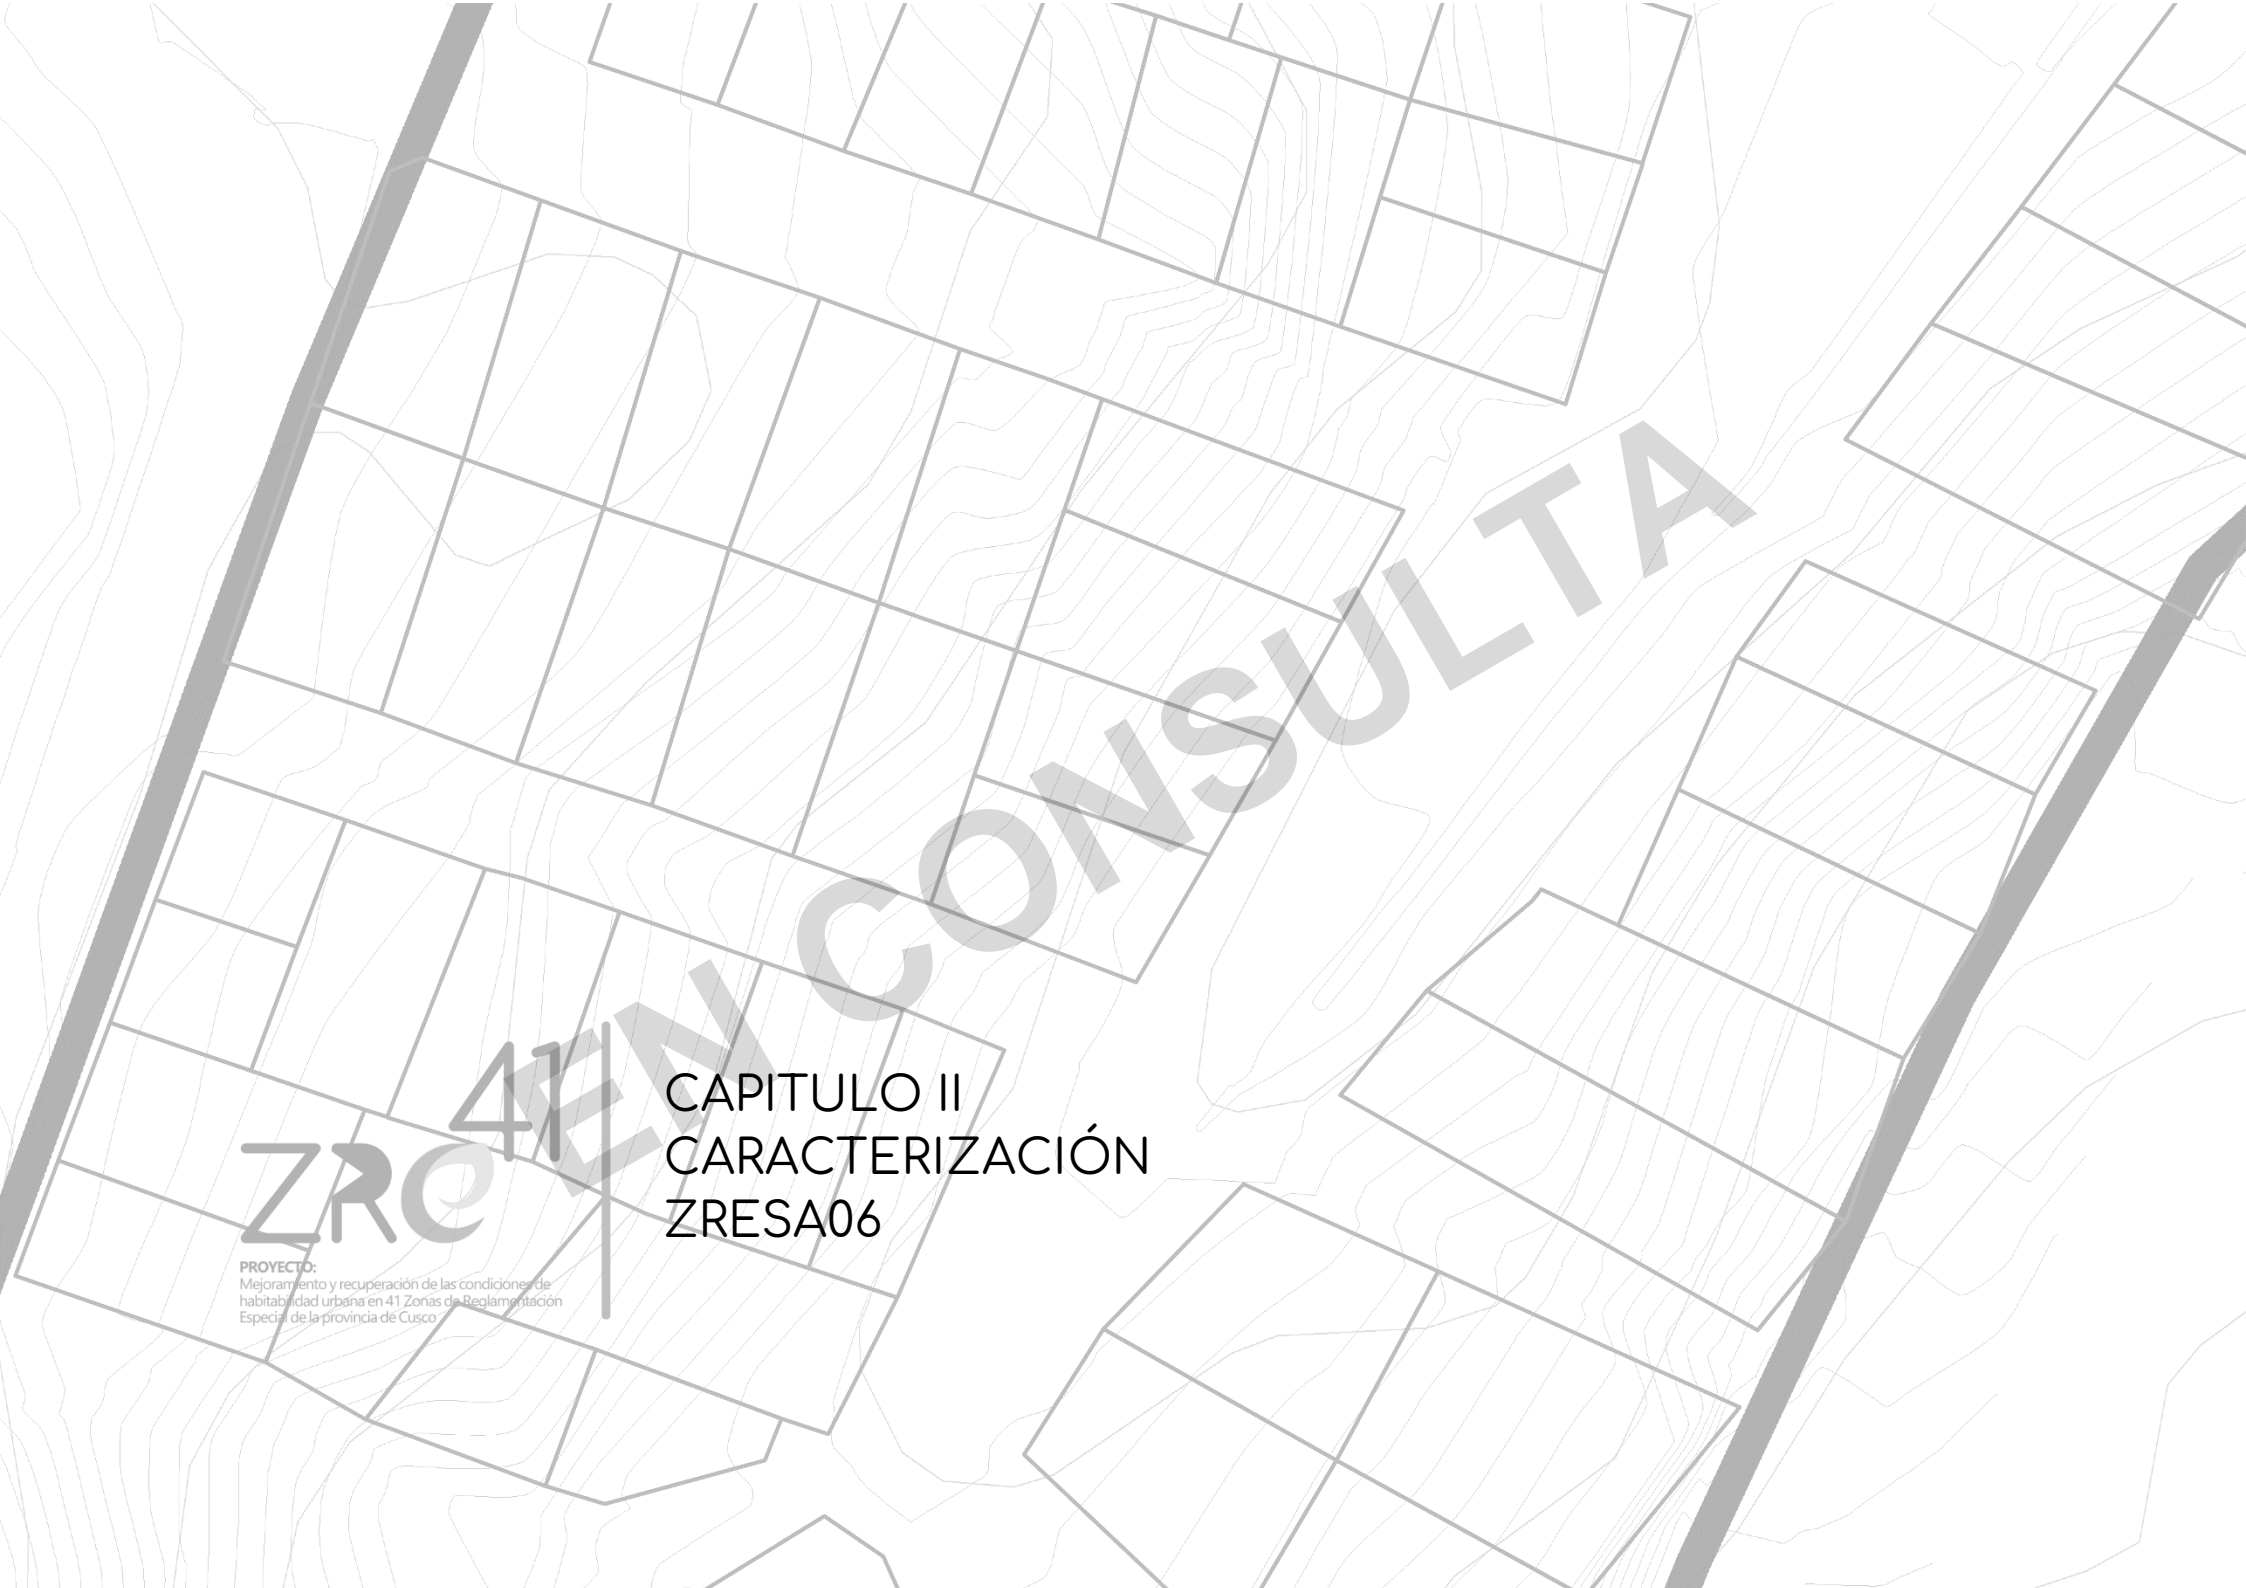 EN CONSULTA
41
ZRE
PROYECTO:
Mejoramiento y recuperación de las condiciones de
habitabilidad urbana en 41 Zonas de Reglamentación
Especial de la provincia de Cusco
CAPITULO II
CARACTERIZACIÓN
ZRESA06